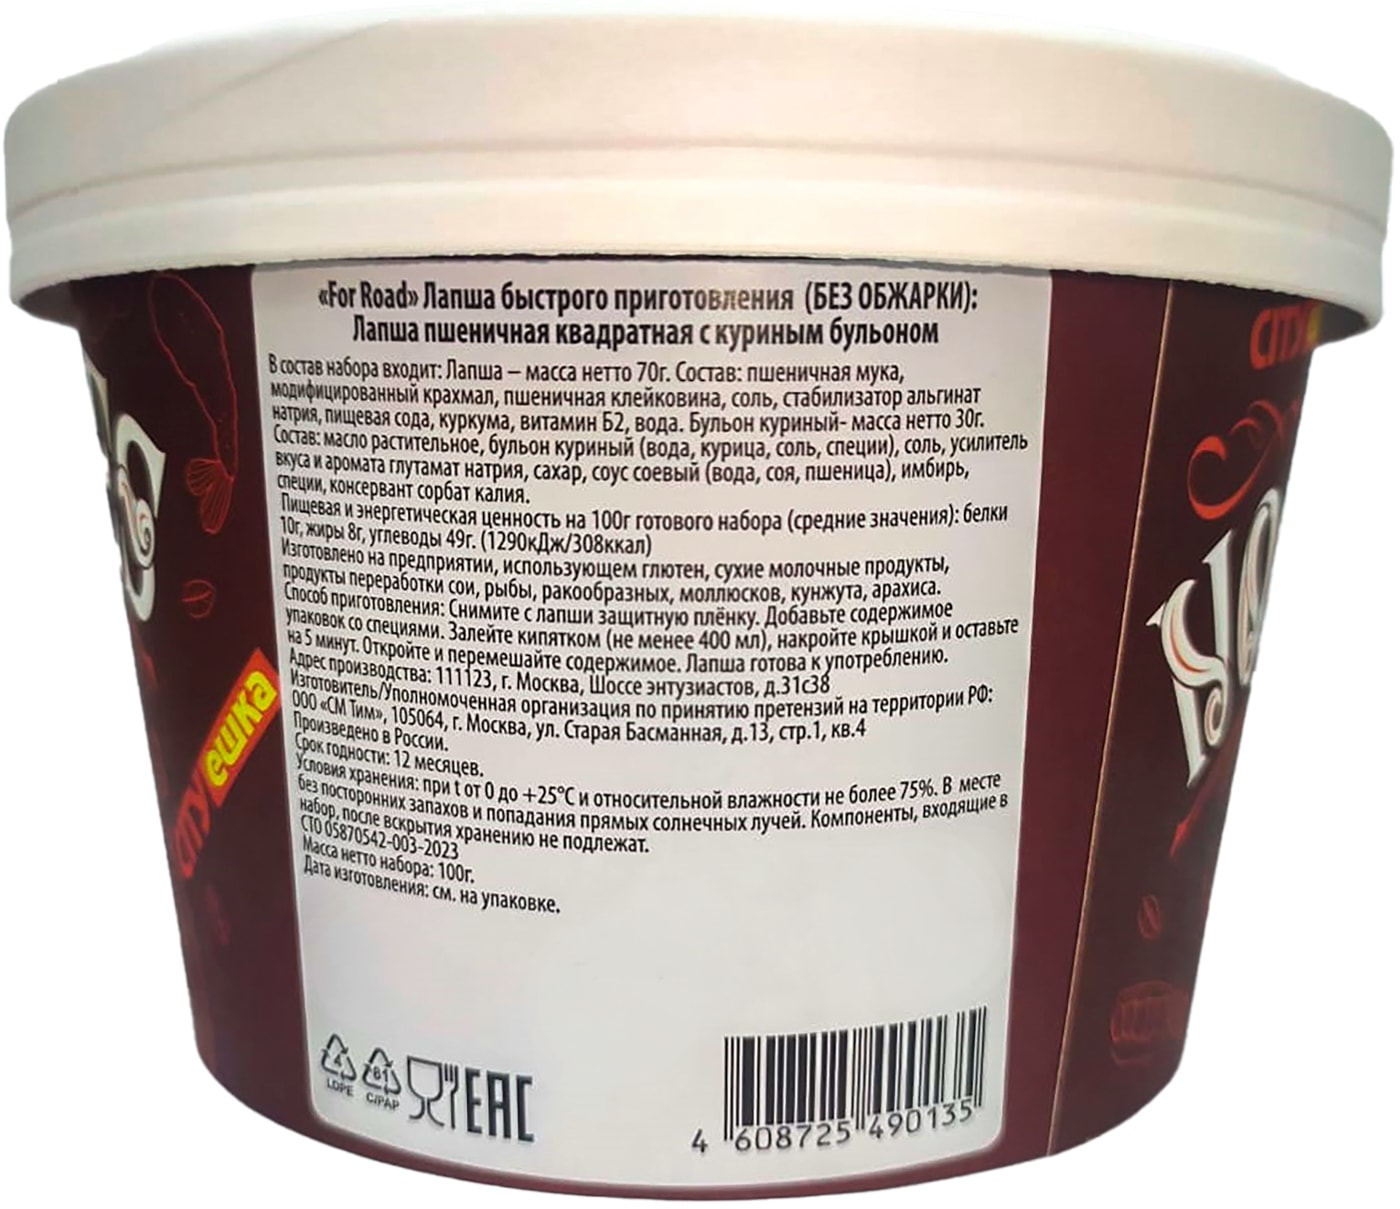 «For Road» Лапша быстрого приготовления (БЕЗ ОБЖАРКИ):
Лапша пшеничная квадратная с куриным бульоном
В состав набора входит: Лапша – масса нетто 70г. Состав: пшеничная мука,
модифицированный крахмал, пшеничная клейковина, соль, стабилизатор альгинат
натрия, пищевая сода, куркума, витамин Б2, вода. Бульон куриный- масса нетто 30г.
Состав: масло растительное, бульон куриный (вода, курица, соль, специи), соль, усилитель
вкуса и аромата глутамат натрия, сахар, соус соевый (вода, соя, пшеница), имбирь,
специи, консервант сорбат калия.
Пищевая и энергетическая ценность на 100г готового набора (средние значения): белки
10г, жиры 8г, углеводы 49г. (1290кДж/308ккал)
Изготовлено на предприятии, использующем глютен, сухие молочные продукты,
продукты переработки сои, рыбы, ракообразных, моллюсков, кунжута, арахиса.
Способ приготовления: Снимите с лапши защитную плёнку. Добавьте содержимое
упаковок со специями. Залейте кипятком (не менее 400 мл), накройте крышкой и оставьте
на 5 минут. Откройте и перемешайте содержимое. Лапша готова к употреблению.
Адрес производства: 111123, г. Москва, Шоссе энтузиастов, д.31с38
Изготовитель/Уполномоченная организация по принятию претензий на территории РФ:
ООО «СМ Тим», 105064, г. Москва, ул. Старая Басманная, д.13, стр.1, кв.4
Произведено в России.
Срок годности: 12 месяцев.
Условия хранения: при t от 0 до +25°С и относительной влажности не более 75%. В месте
без посторонних запахов и попадания прямых солнечных лучей. Компоненты, входящие в
набор, после вскрытия хранению не подлежат.
СТО 05870542-003-2023
Масса нетто набора: 100г.
Дата изготовления: см. на упаковке.
4 LDPE
81 C/PAP
EAC
4 608725 490135
СПУешка